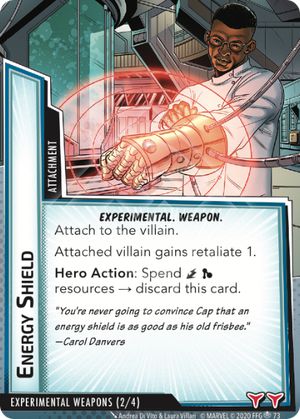 EXPERIMENTAL. WEAPON.
Attach to the villain.
Attached villain gains retaliate 1.
Hero Action: Spend
resources → discard this card.
"You're never going to convince Cap that an
energy shield is as good as his old frisbee."
—Carol Danvers
ENERGY SHIELD
ATTACHMENT
EXPERIMENTAL WEAPONS (2/4)
Andrea Di Vito & Laura Villari © MARVEL © 2020 FFG 73